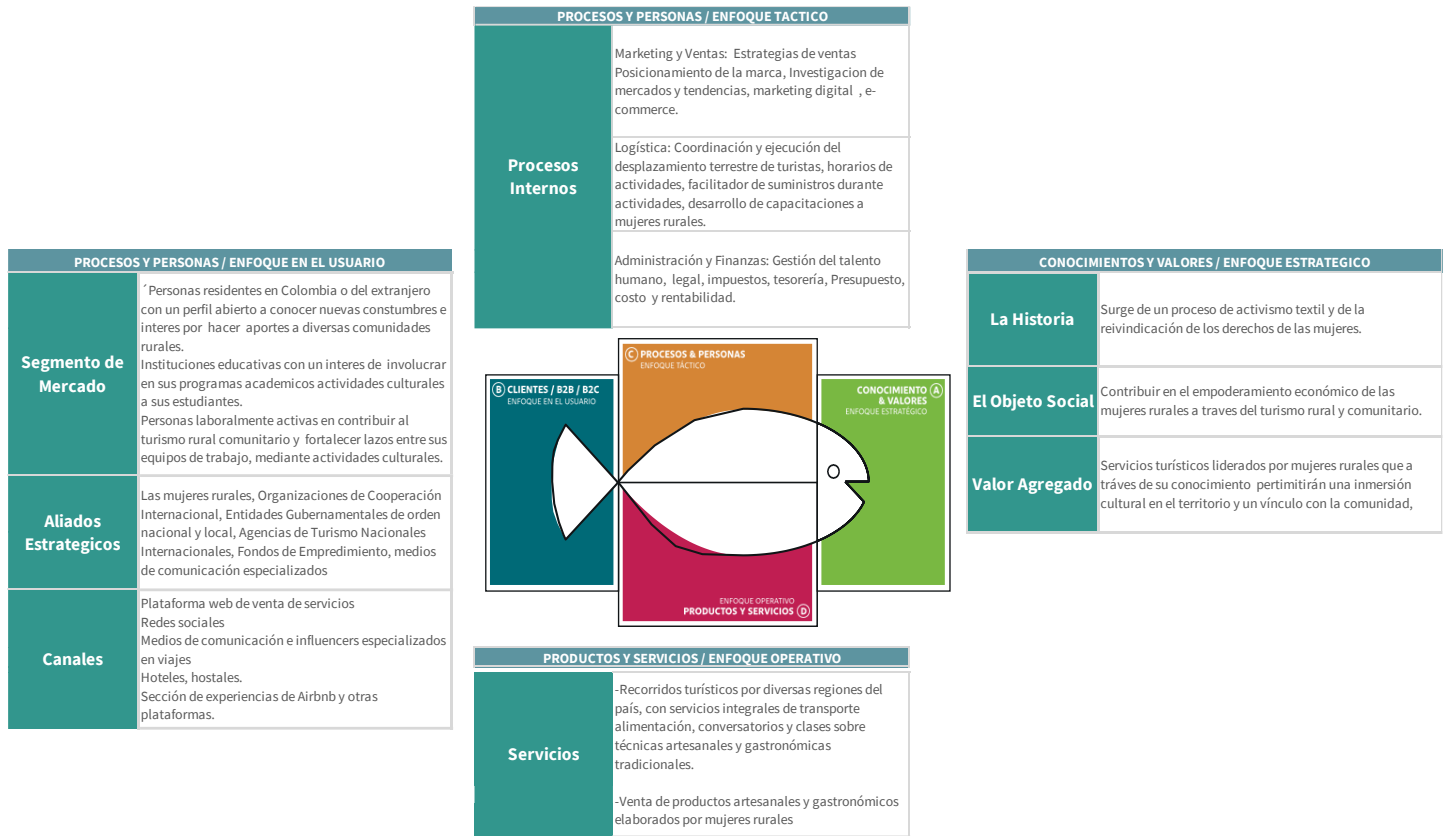 PROCESOS Y PERSONAS / ENFOQUE TACTICO
Procesos
Internos
Marketing y Ventas: Estrategias de ventas
Posicionamiento de la marca, Investigacion de
mercados y tendencias, marketing digital , e-
commerce.
Logística: Coordinación y ejecución del
desplazamiento terrestre de turistas, horarios de
actividades, facilitador de suministros durante
actividades, desarrollo de capacitaciones a
mujeres rurales.
Administración y Finanzas: Gestión del talento
humano, legal, impuestos, tesorería, Presupuesto,
costo y rentabilidad.
PROCESOS Y PERSONAS / ENFOQUE EN EL USUARIO
Segmento de
Mercado
´Personas residentes en Colombia o del extranjero
con un perfil abierto a conocer nuevas constumbres e
interes por hacer aportes a diversas comunidades
rurales.
Instituciones educativas con un interes de involucrar
en sus programas academicos actividades culturales
a sus estudiantes.
Personas laboralmente activas en contribuir al
turismo rural comunitario y fortalecer lazos entre sus
equipos de trabajo, mediante actividades culturales.
Aliados
Estrategicos
Las mujeres rurales, Organizaciones de Cooperación
Internacional, Entidades Gubernamentales de orden
nacional y local, Agencias de Turismo Nacionales
Internacionales, Fondos de Empredimiento, medios
de comunicación especializados
Canales
Plataforma web de venta de servicios
Redes sociales
Medios de comunicación e influencers especializados
en viajes
Hoteles, hostales.
Sección de experiencias de Airbnb y otras
plataformas.
C PROCESOS & PERSONAS
ENFOQUE TÁCTICO
B CLIENTES / B2B / B2C
ENFOQUE EN EL USUARIO
CONOCIMIENTO A
& VALORES
ENFOQUE ESTRATÉGICO
ENFOQUE OPERATIVO
PRODUCTOS Y SERVICIOS D
CONOCIMIENTOS Y VALORES / ENFOQUE ESTRATEGICO
La Historia
Surge de un proceso de activismo textil y de la
reivindicación de los derechos de las mujeres.
El Objeto Social
Contribuir en el empoderamiento económico de las
mujeres rurales a traves del turismo rural y comunitario.
Valor Agregado
Servicios turísticos liderados por mujeres rurales que a
tráves de su conocimiento pertimitirán una inmersión
cultural en el territorio y un vínculo con la comunidad,
PRODUCTOS Y SERVICIOS / ENFOQUE OPERATIVO
Servicios
-Recorridos turísticos por diversas regiones del
país, con servicios integrales de transporte
alimentación, conversatorios y clases sobre
técnicas artesanales y gastronómicas
tradicionales.
-Venta de productos artesanales y gastronómicos
elaborados por mujeres rurales